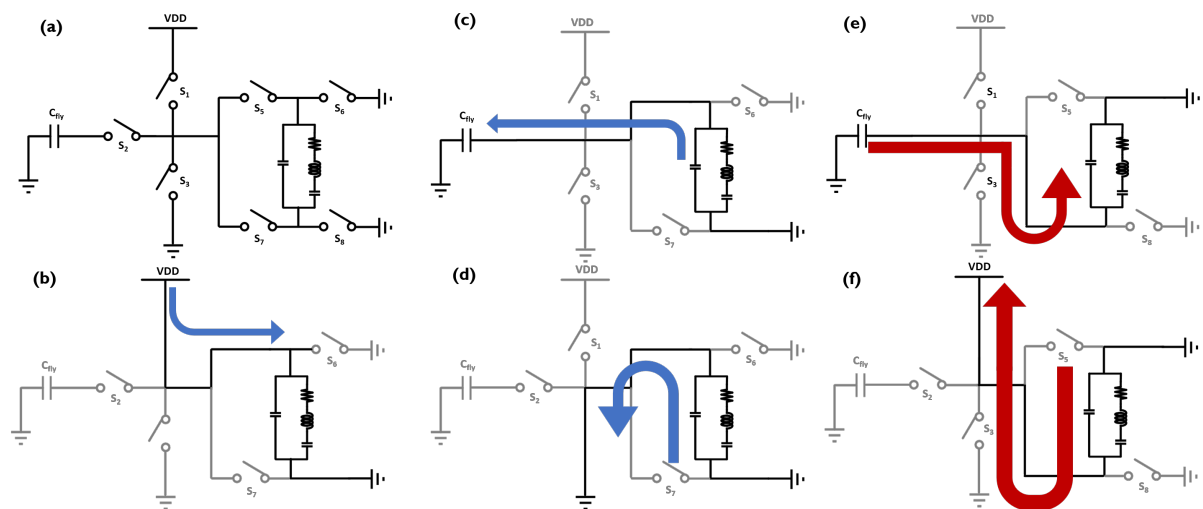 (a)
VDD
S1
Cfly
S2
S3
S5
S6
S7
S8
(b)
VDD
Cfly
S2
S6
S7
(c)
VDD
S1
Cfly
S3
S6
S7
(d)
VDD
S1
Cfly
S2
S6
S7
(e)
VDD
S1
Cfly
S3
S5
S8
(f)
VDD
Cfly
S2
S3
S5
S8